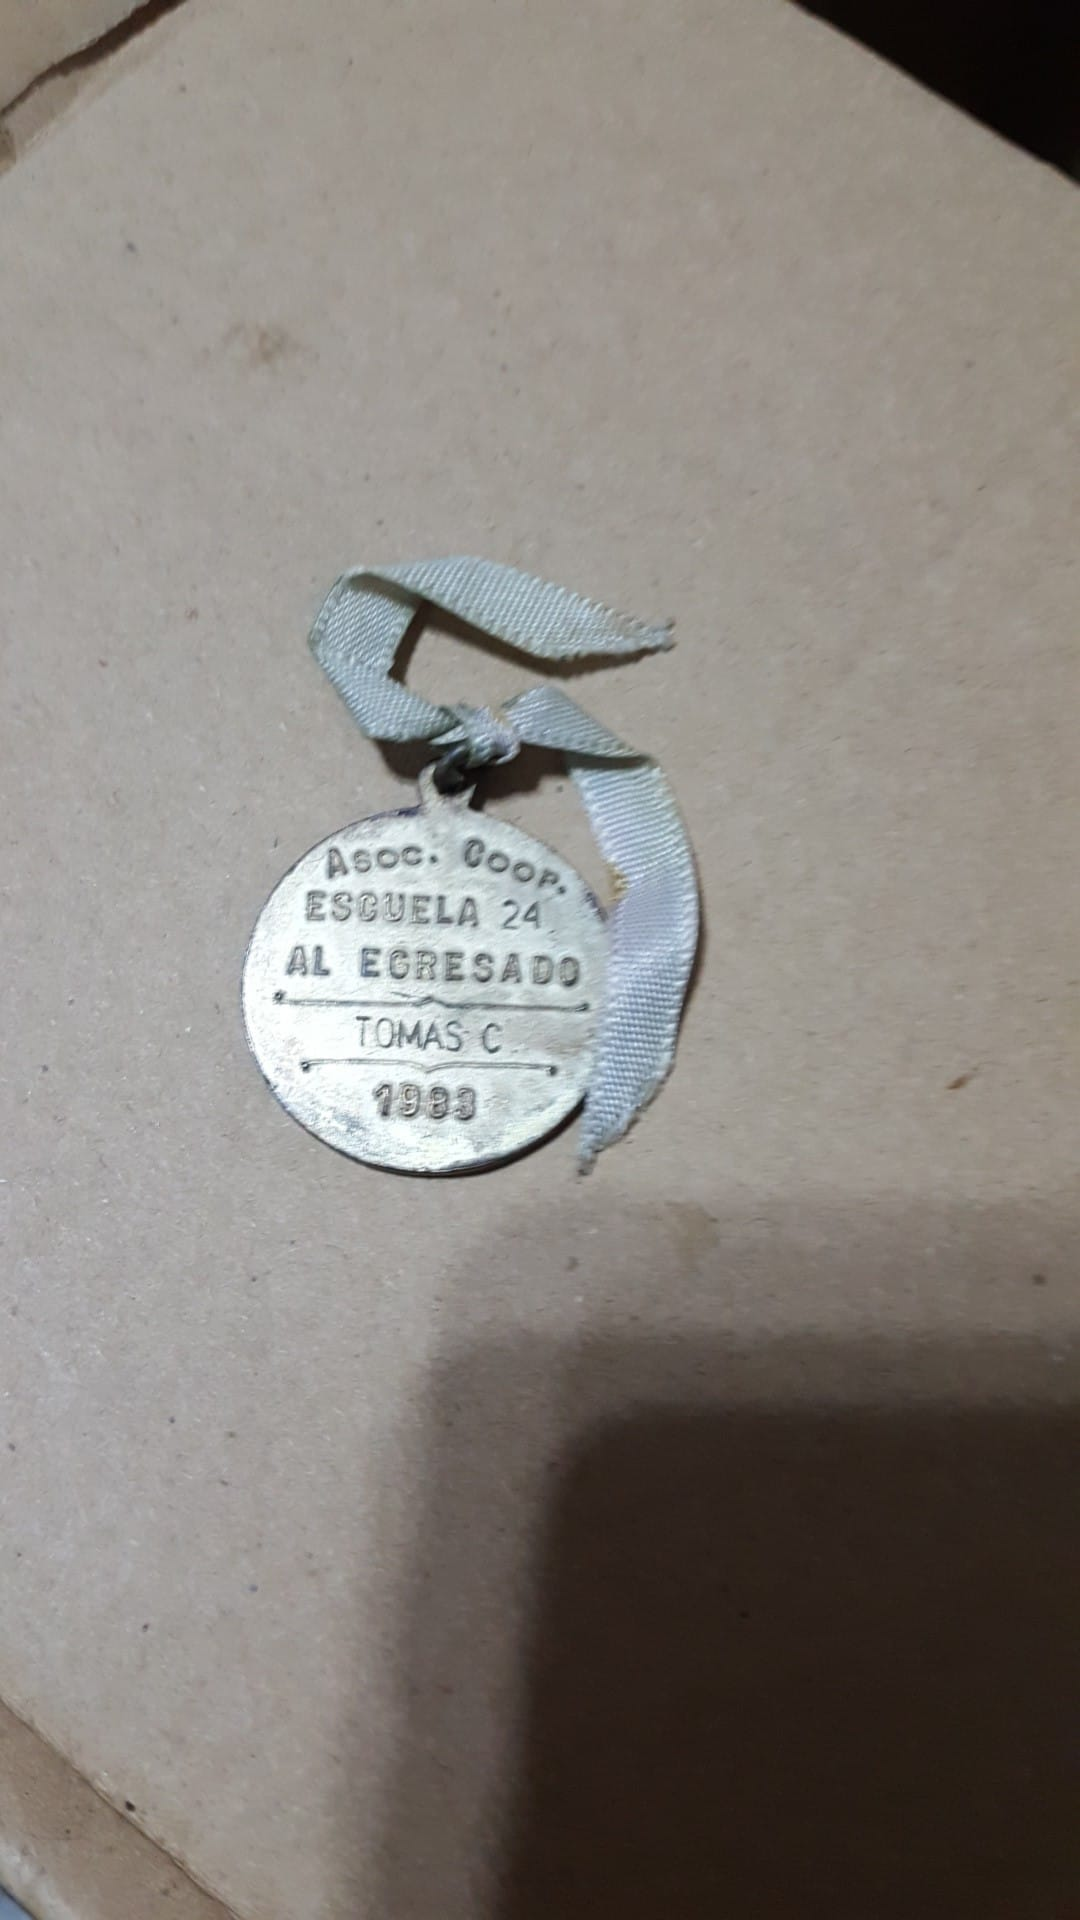 Asoc. Coop.
ESCUELA 24
AL EGRESADO
TOMAS C
1983